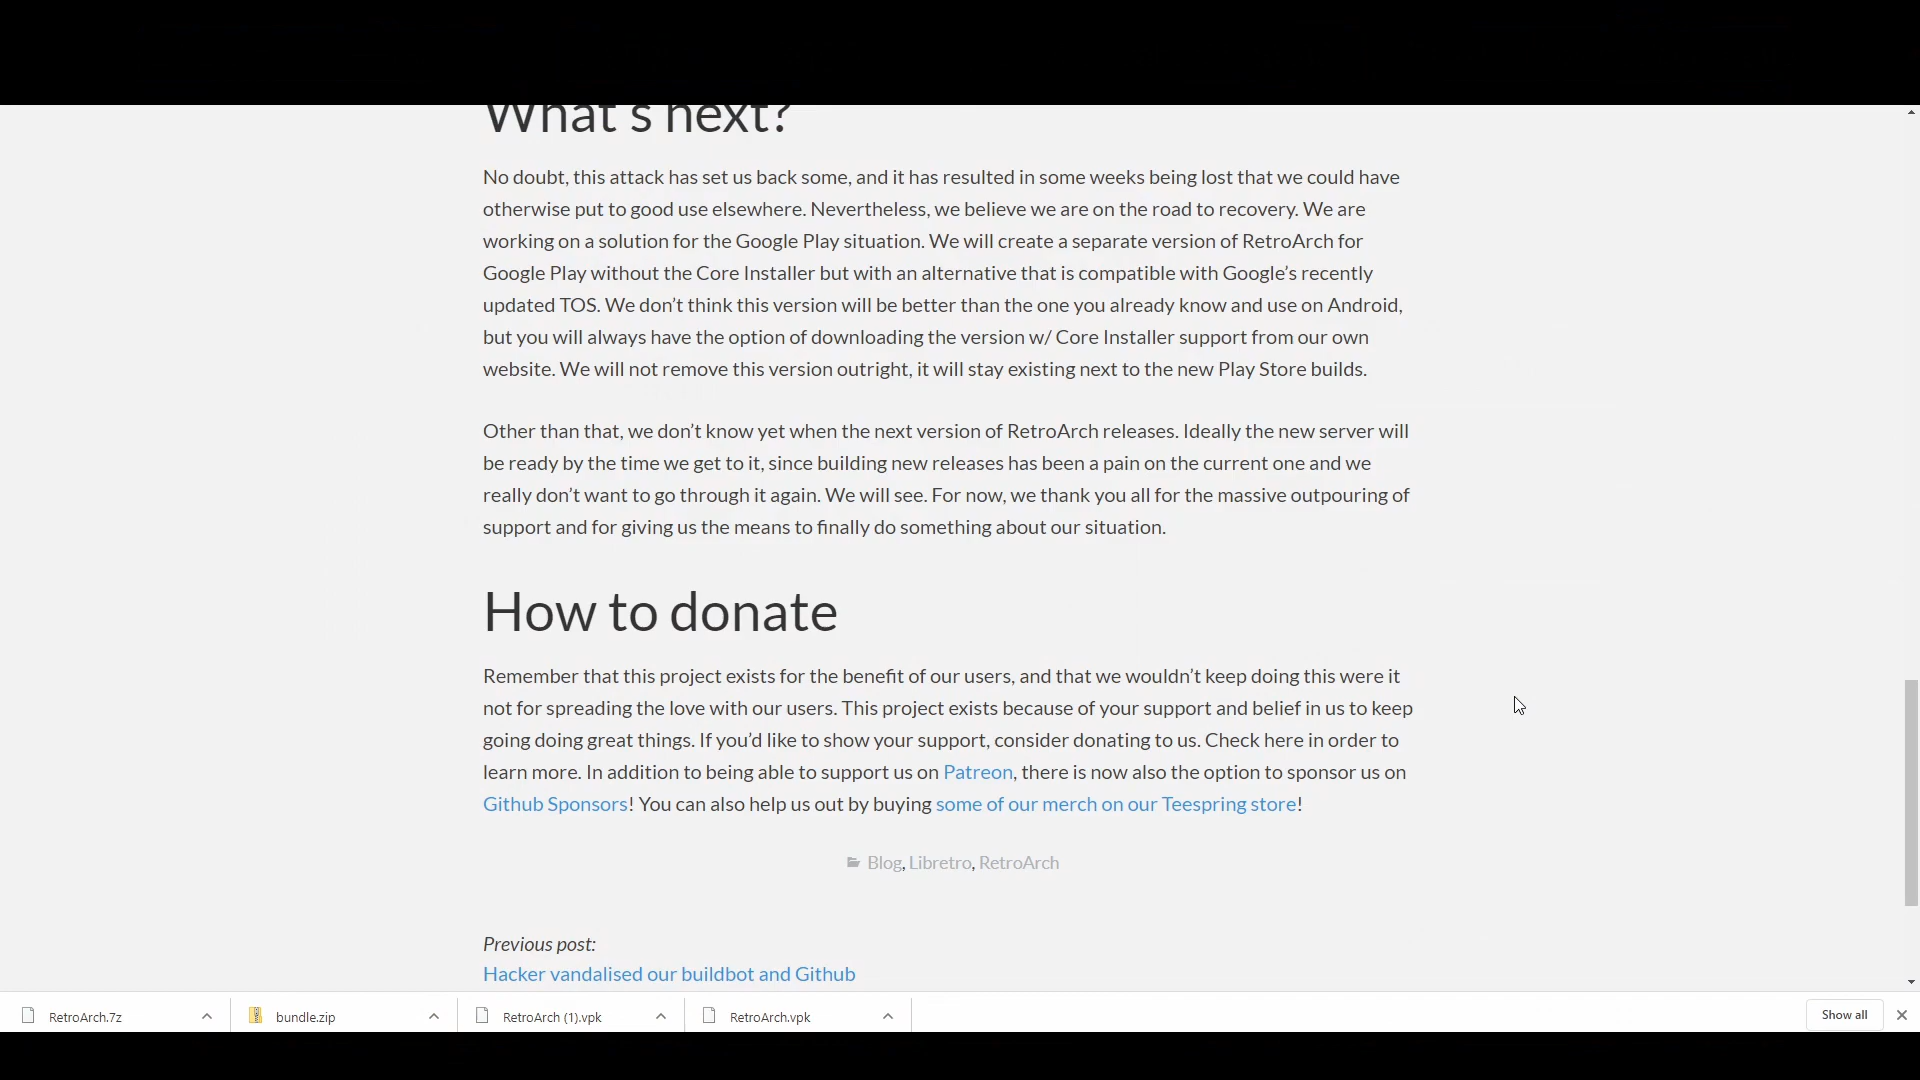 What's next?
No doubt, this attack has set us back some, and it has resulted in some weeks being lost that we could have
otherwise put to good use elsewhere. Nevertheless, we believe we are on the road to recovery. We are
working on a solution for the Google Play situation. We will create a separate version of RetroArch for
Google Play without the Core Installer but with an alternative that is compatible with Google’s recently
updated TOS. We don’t think this version will be better than the one you already know and use on Android,
but you will always have the option of downloading the version w/ Core Installer support from our own
website. We will not remove this version outright, it will stay existing next to the new Play Store builds.
Other than that, we don’t know yet when the next version of RetroArch releases. Ideally the new server will
be ready by the time we get to it, since building new releases has been a pain on the current one and we
really don’t want to go through it again. We will see. For now, we thank you all for the massive outpouring of
support and for giving us the means to finally do something about our situation.
How to donate
Remember that this project exists for the benefit of our users, and that we wouldn’t keep doing this were it
not for spreading the love with our users. This project exists because of your support and belief in us to keep
going doing great things. If you’d like to show your support, consider donating to us. Check here in order to
learn more. In addition to being able to support us on Patreon, there is now also the option to sponsor us on
Github Sponsors! You can also help us out by buying some of our merch on our Teespring store!
Blog, Libretro, RetroArch
Previous post:
Hacker vandalised our buildbot and Github
RetroArch.7z
bundle.zip
RetroArch (1).vpk
RetroArch.vpk
Show all